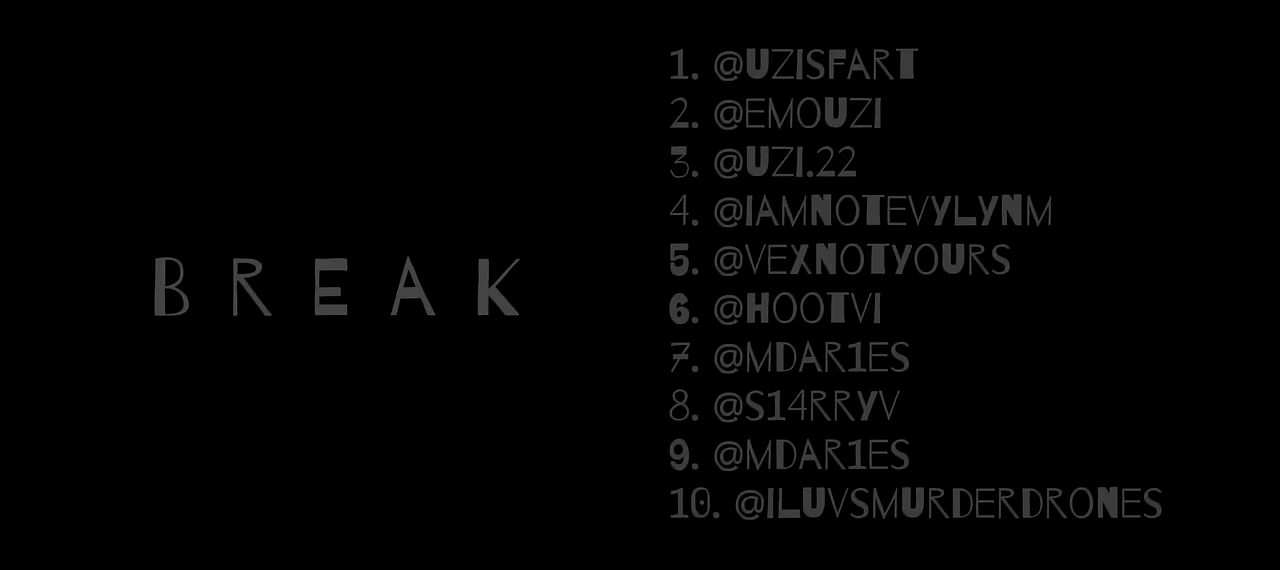 BREAK
1. @UZISFART
2. @EMOUZI
3. @UZI.22
4. @IAMNOTEVYLYNM
5. @VEXNOTYOURS
6. @HOOTVI
7. @MDAR1ES
8. @S14RRYV
9. @MDAR1ES
10. @ILUVSMURDERDRONES